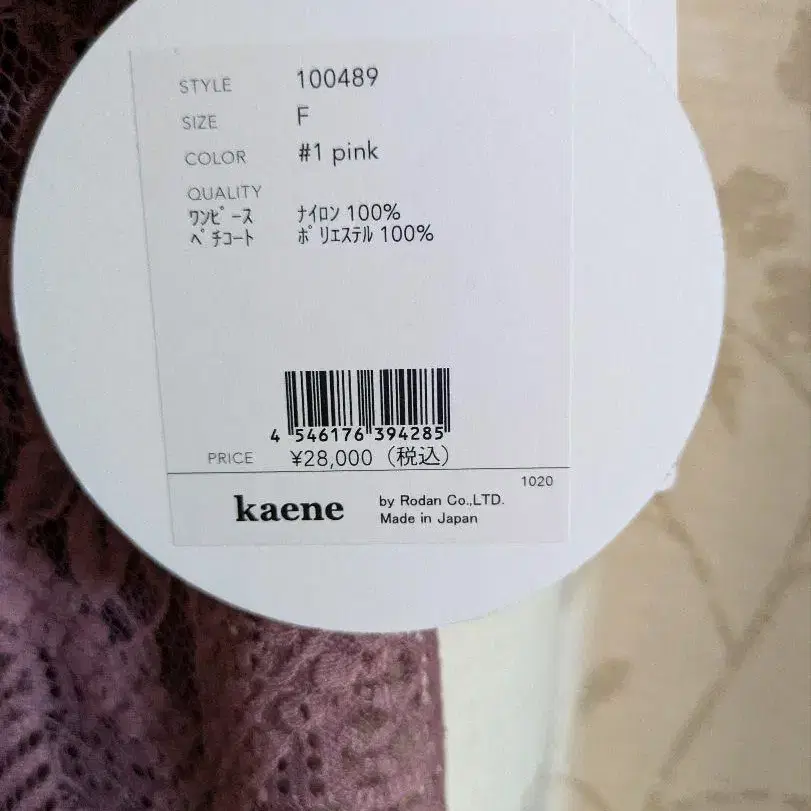 STYLE 100489
SIZE F
COLOR #1 pink
QUALITY
ワンピース ナイロン 100%
ペチコート ポリエステル 100%
4 546176 394285
PRICE ¥28,000（税込）
1020
kaene by Rodan Co.,LTD.
Made in Japan